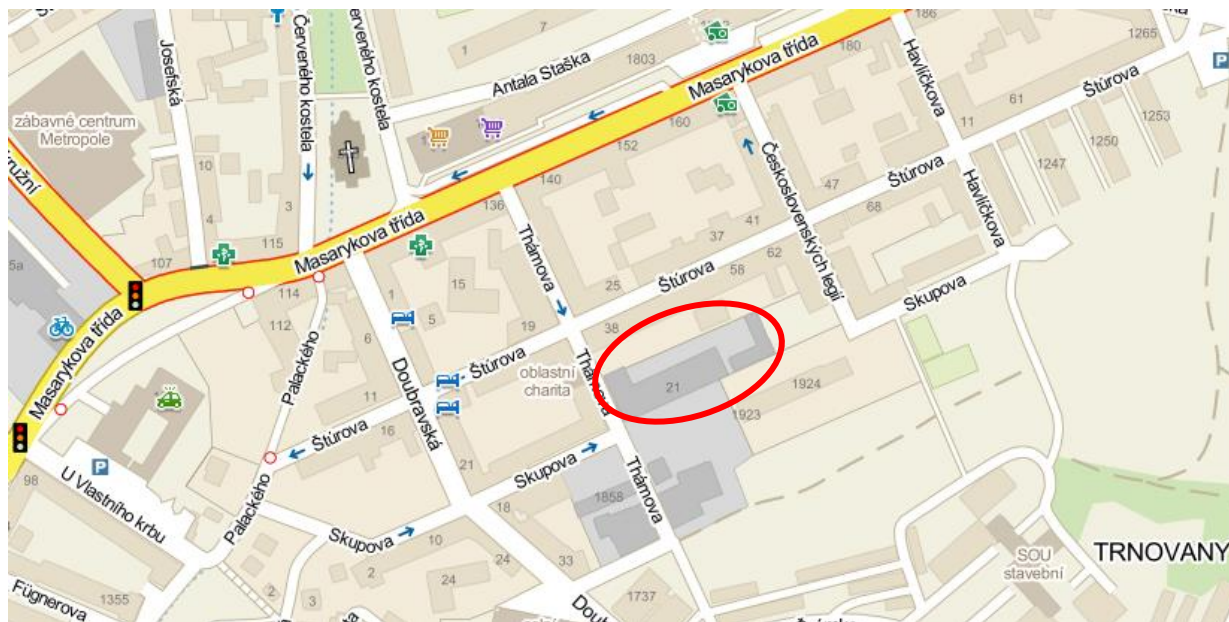 Josefská
Červeného kostela
Červeného kostela
1
7
1803
Antala Staška
Masarykova třída
186
180
Havlíčkova
1265
Štúrova
P
61
11
1253
1250
1247
zábavné centrum
Metropole
10
4
3
115
107
160
152
140
136
Československých legií
47
41
68
37
62
58
Štúrova
Havlíčkova
Skupova
Masarykova třída
Thámova
25
38
Štúrova
114
112
1
15
5
6
19
Štúrova
oblastní
charita
Thámova
21
1924
1923
Masarykova třída
Palackého
Doubravská
11
16
Štúrova
21
Skupova
P
98
U Vlastního krbu
Palackého
Skupova
18
1858
Thámova
10
2
24
24
33
2
3
1737
Fügnerova
1355
SOU
stavební
TRNOVANY